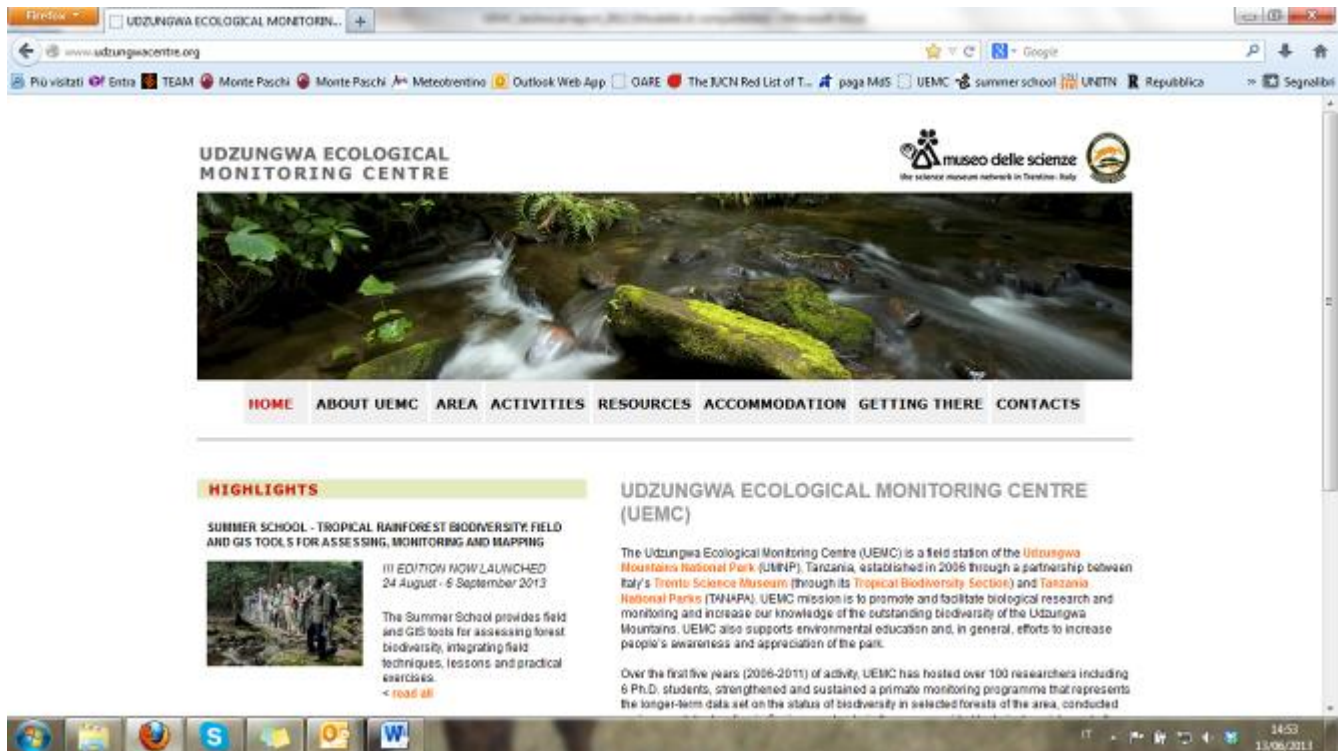 Firefox
UDZUNGWA ECOLOGICAL MONITORIN...
www.udzungwacentre.org
Google
Più visitati Entra TEAM Monte Paschi Monte Paschi Meteotrentino Outlook Web App OARE The IUCN Red List of T... paga MdS UEMC summer school UNITN Repubblica Segnalibri
UDZUNGWA ECOLOGICAL
MONITORING CENTRE
museo delle scienze
the science museum network in Trentino - Italy
HOME ABOUT UEMC AREA ACTIVITIES RESOURCES ACCOMMODATION GETTING THERE CONTACTS
HIGHLIGHTS
SUMMER SCHOOL - TROPICAL RAINFOREST BIODIVERSITY: FIELD
AND GIS TOOLS FOR ASSESSING, MONITORING AND MAPPING
III EDITION NOW LAUNCHED
24 August - 6 September 2013
The Summer School provides field
and GIS tools for assessing forest
biodiversity, integrating field
techniques, lessons and practical
exercises.
< read all
UDZUNGWA ECOLOGICAL MONITORING CENTRE
(UEMC)
The Udzungwa Ecological Monitoring Centre (UEMC) is a field station of the Udzungwa
Mountains National Park (UMNP), Tanzania, established in 2006 through a partnership between
Italy's Trento Science Museum (through its Tropical Biodiversity Section) and Tanzania
National Parks (TANAPA). UEMC mission is to promote and facilitate biological research and
monitoring and increase our knowledge of the outstanding biodiversity of the Udzungwa
Mountains. UEMC also supports environmental education and, in general, efforts to increase
people's awareness and appreciation of the park.
Over the first five years (2006-2011) of activity, UEMC has hosted over 100 researchers including
6 Ph.D. students, strengthened and sustained a primate monitoring programme that represents
the longer-term data set on the status of biodiversity in selected forests of the area, conducted
IT
14:53
13/06/2013